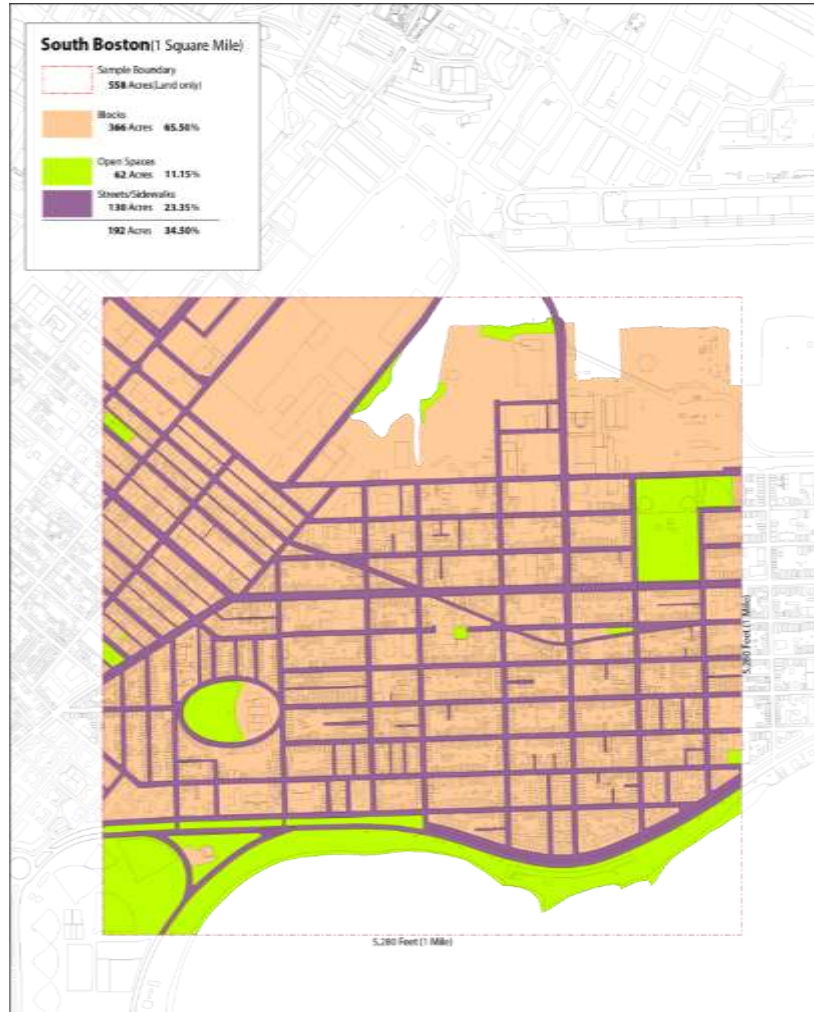 South Boston(1 Square Mile)
Sample Boundary
558 Acres(Land only)
Blocks
366 Acres 65.50%
Open Spaces
62 Acres 11.15%
Streets/Sidewalks
130 Acres 23.35%
192 Acres 34.50%
5,280 Feet (1 Mile)
5,280 Feet (1 Mile)